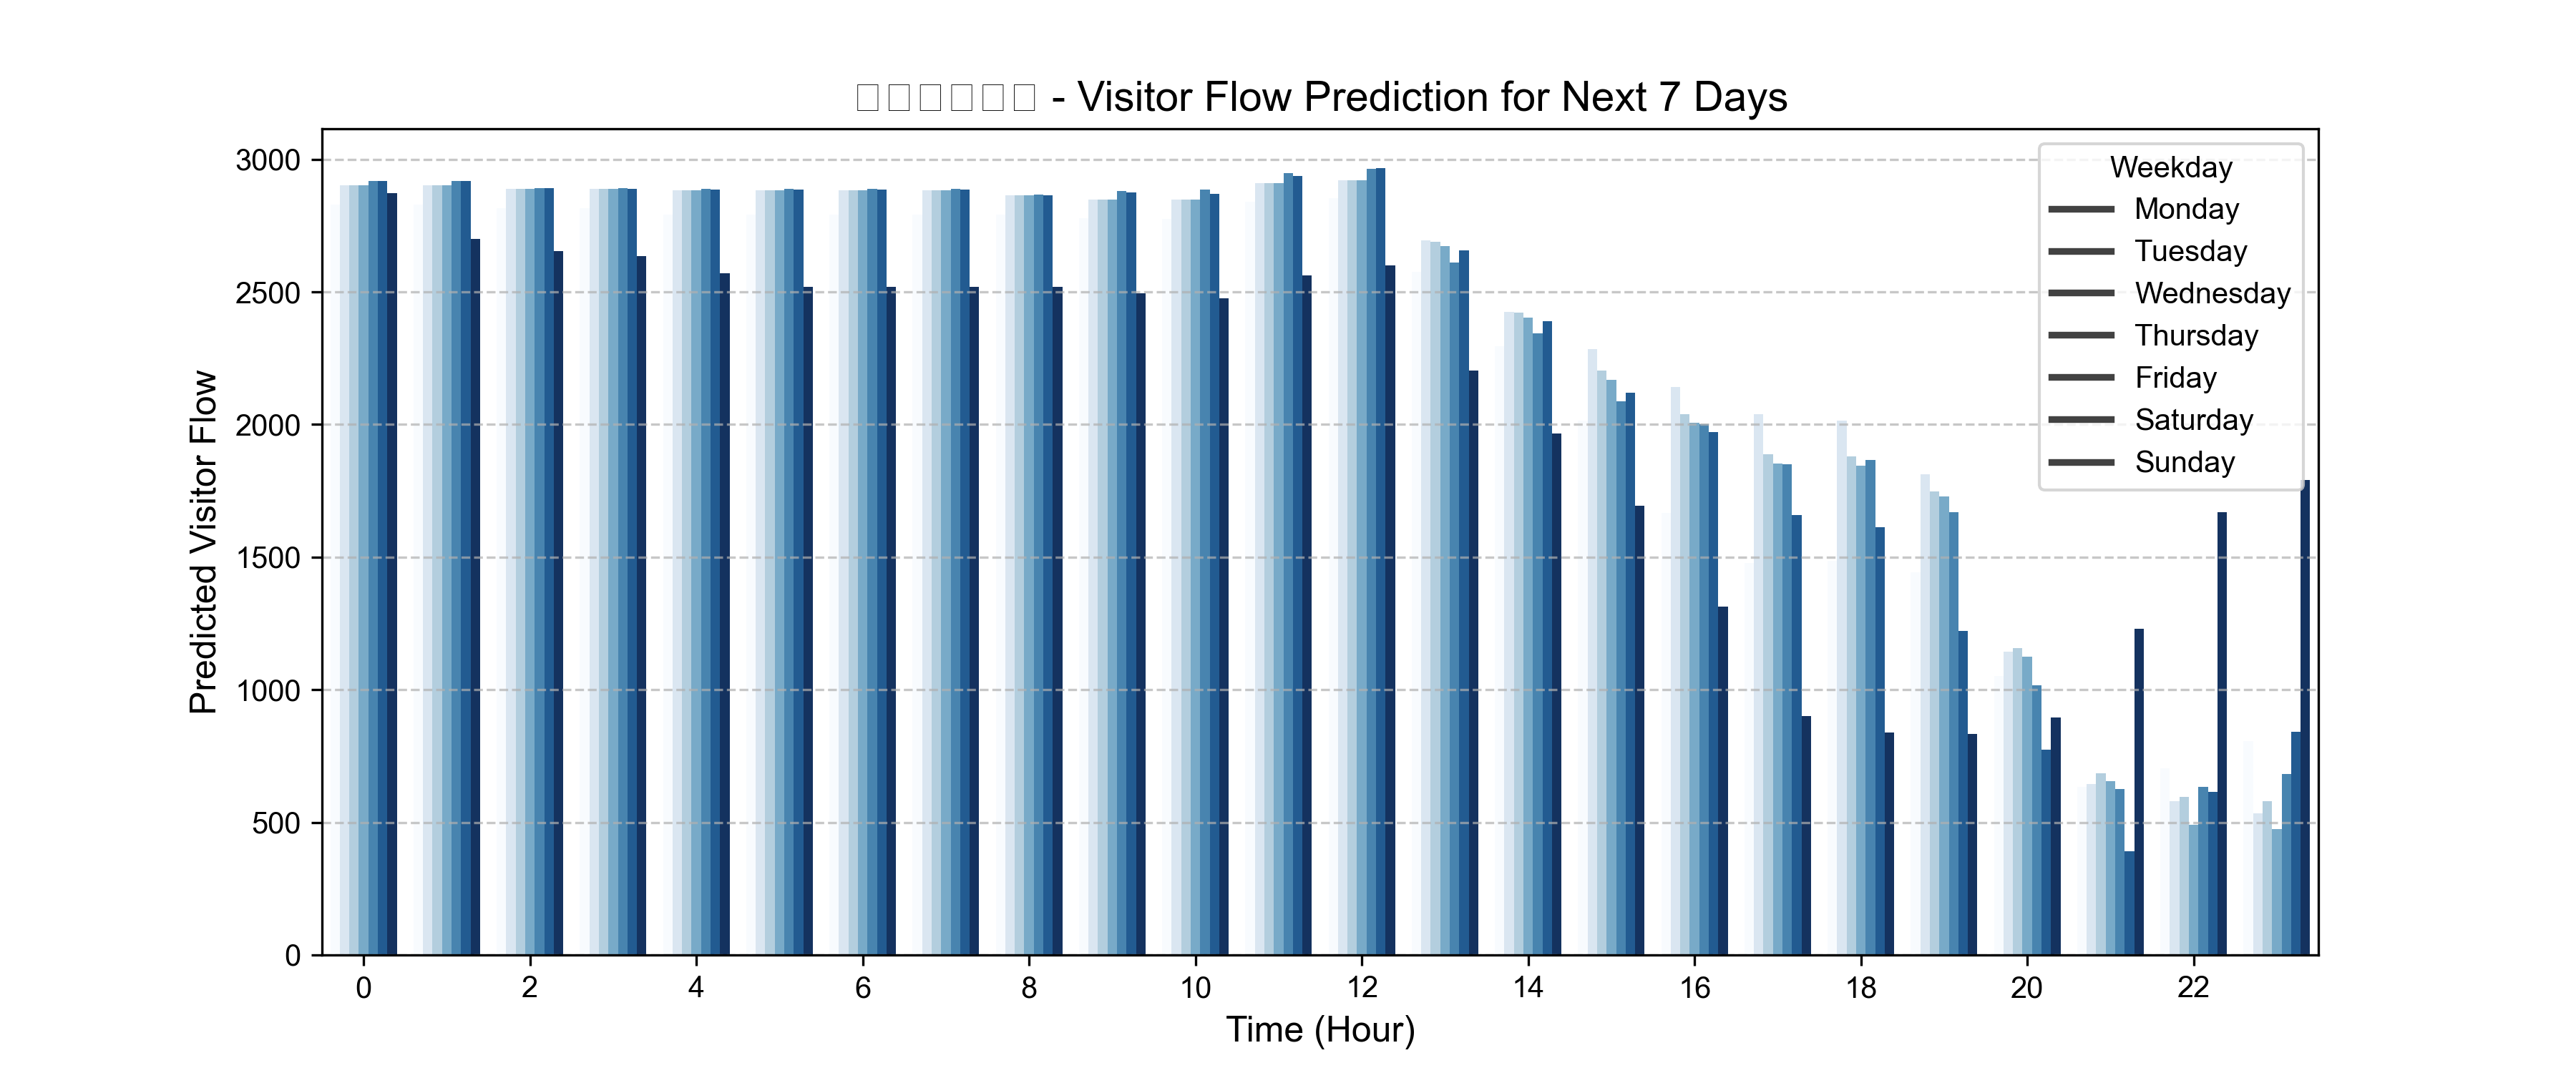 - Visitor Flow Prediction for Next 7 Days
Predicted Visitor Flow
3000
2500
2000
1500
1000
500
0
Weekday
Monday
Tuesday
Wednesday
Thursday
Friday
Saturday
Sunday
0 2 4 6 8 10 12 14 16 18 20 22
Time (Hour)